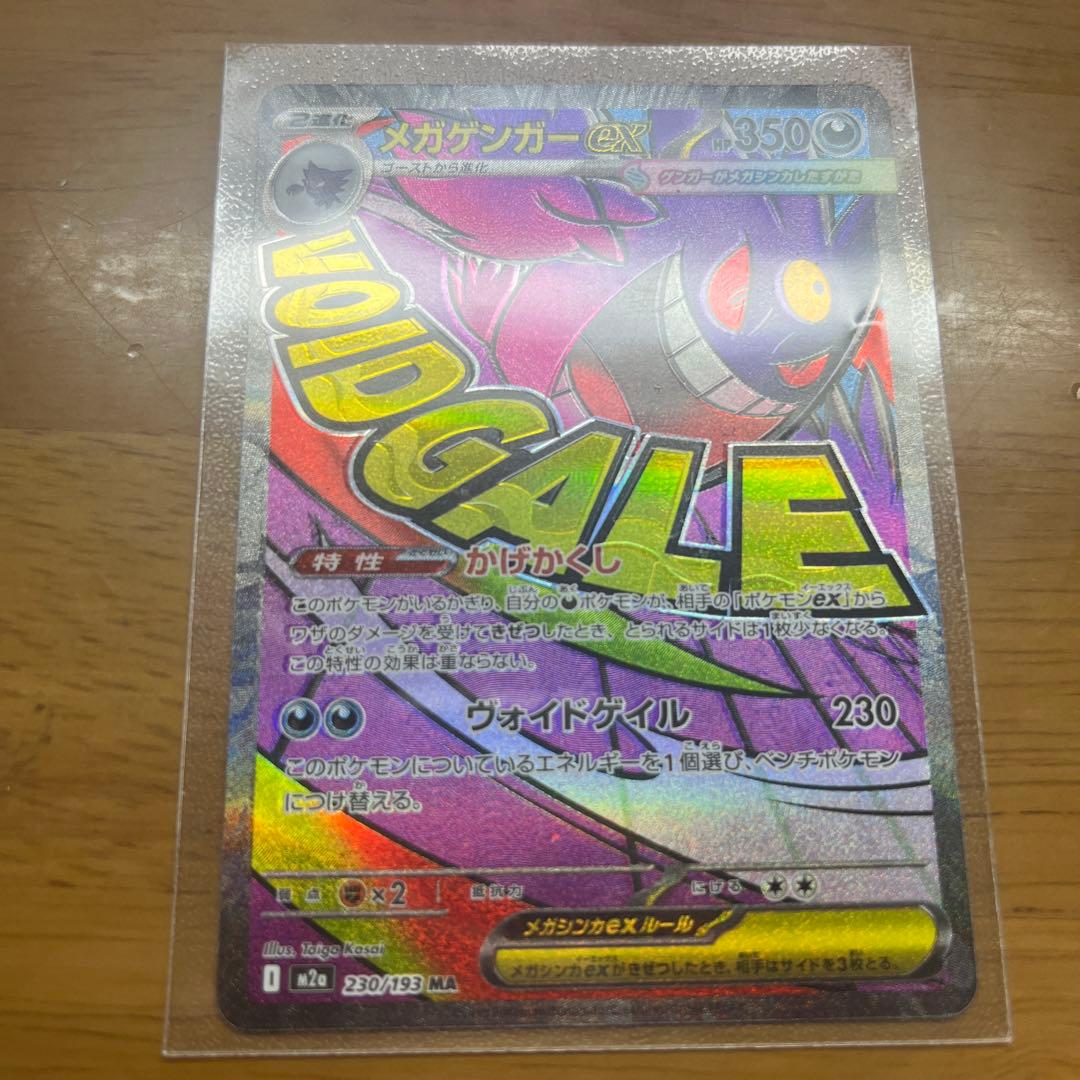 2進化
メガゲンガーex
HP350
ゴーストから進化
ゲンガーがメガシンカしたすがた
VOID GALE
特性 とくせい かげかくし
このポケモンがいるかぎり、自分のポケモンが、相手の「ポケモンex」から
ワザのダメージを受けてきぜつしたとき、とられるサイドは1枚少なくなる。
この特性の効果は重ならない。
ヴォイドゲイル 230
このポケモンについているエネルギーを1個選び、ベンチポケモン
につけ替える。
弱点 ×2 抵抗力 にげる
メガシンカexルール
メガシンカexがきぜつしたとき、相手はサイドを3枚とる。
Illus. Taiga Kasai
I m2a 230/193 MA